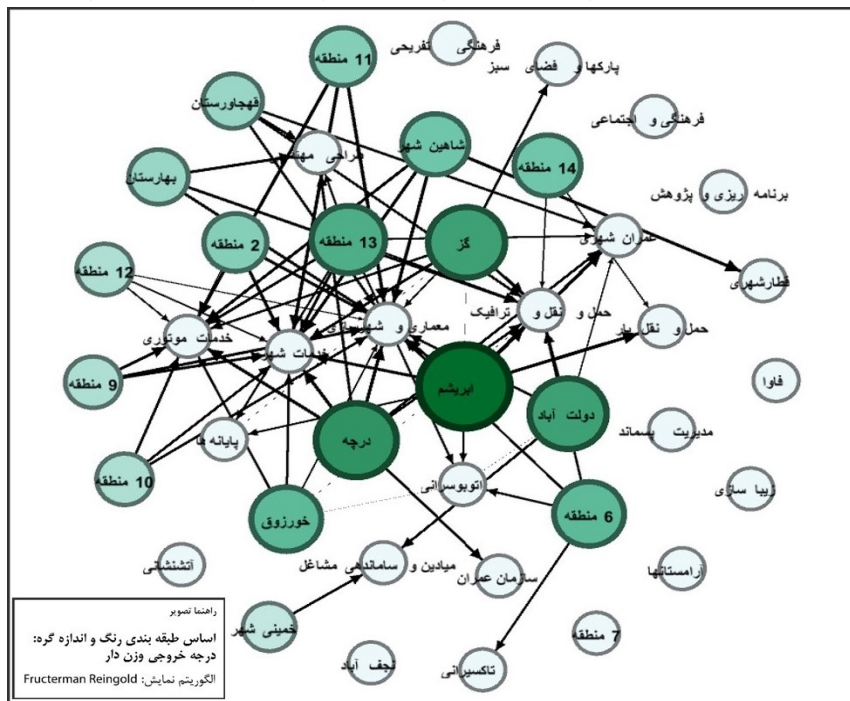 فرهنگی تفریحی
منطقه 11
پارکها و فضای سبز
قهجاورستان
فرهنگی و اجتماعی
شاهین شهر
طراحی
منطقه 14
بهارستان
برنامه ریزی و پژوهش
منطقه 2
منطقه 13
گز
عمران شهری
منطقه 12
قطارشهری
حمل و نقل و ترافیک
معماری و شهرسازی
خدمات موتوری
خدمات شهر
حمل و نقل بار
منطقه 9
ابریشم
فاوا
دولت آباد
پایانه ها
درچه
مدیریت پسماند
منطقه 10
اتوبوسرانی
زیبا سازی
خورزوق
منطقه 6
آتشنشانی
میادین و ساماندهی مشاغل
سازمان عمران
آرامستانها
خمینی شهر
منطقه 7
نجف آباد
تاکسیرانی
راهنما تصویر
اساس طبقه بندی رنگ و اندازه گره:
درجه خروجی وزن دار
الگوریتم نمایش: Fructerman Reingold